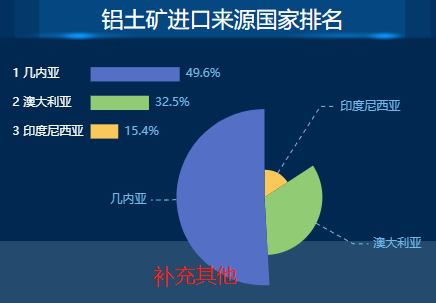 铝土矿进口来源国家排名
1 几内亚 49.6%
2 澳大利亚 32.5%
3 印度尼西亚 15.4%
印度尼西亚
几内亚
澳大利亚
补充其他